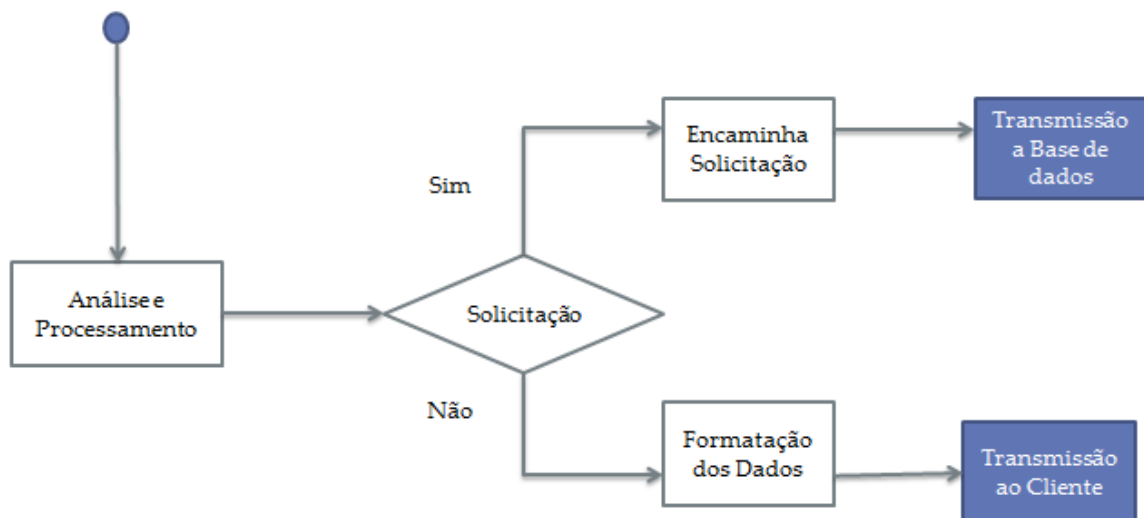 Análise e
Processamento
Solicitação
Sim
Encaminha
Solicitação
Transmissão
a Base de
dados
Não
Formatação
dos Dados
Transmissão
ao Cliente